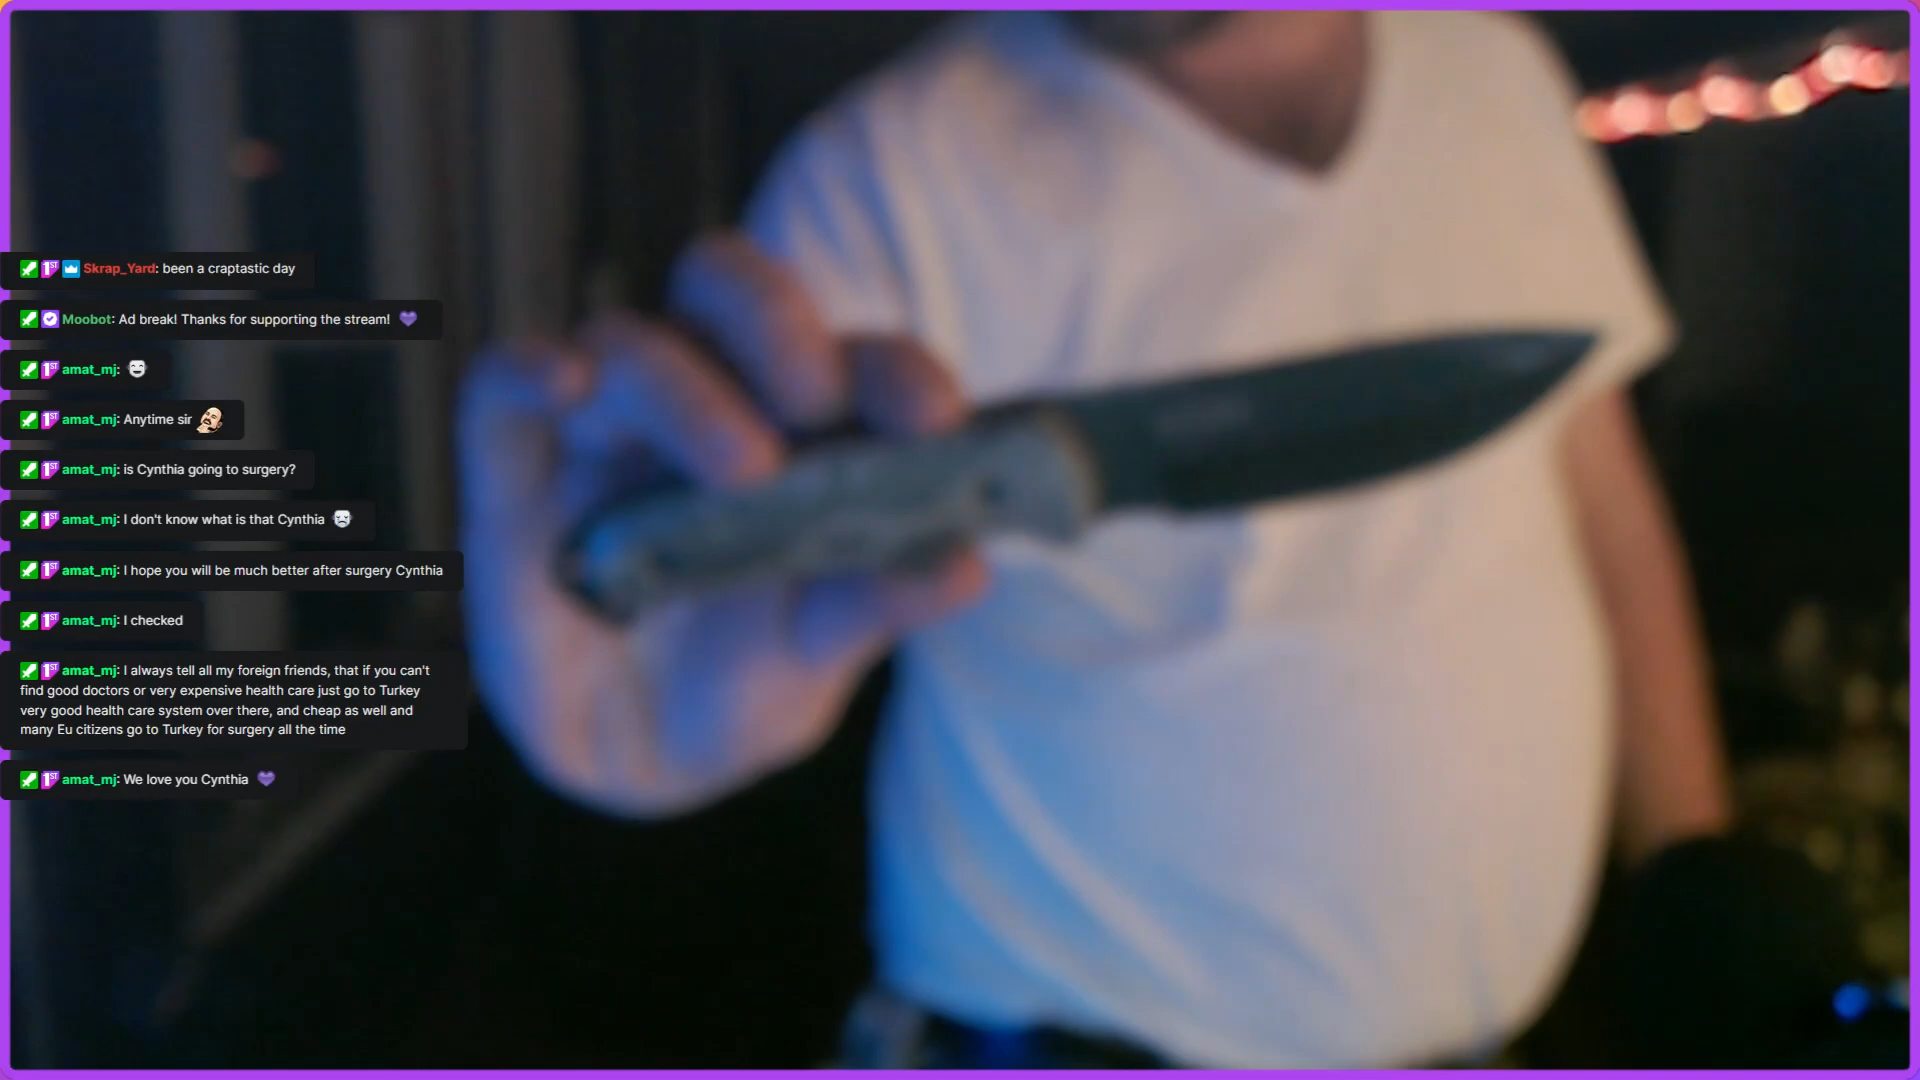 Skrap_Yard: been a craptastic day
Moobot: Ad break! Thanks for supporting the stream!
amat_mj:
amat_mj: Anytime sir
amat_mj: is Cynthia going to surgery?
amat_mj: I don't know what is that Cynthia
amat_mj: I hope you will be much better after surgery Cynthia
amat_mj: I checked
amat_mj: I always tell all my foreign friends, that if you can't
find good doctors or very expensive health care just go to Turkey
very good health care system over there, and cheap as well and
many Eu citizens go to Turkey for surgery all the time
amat_mj: We love you Cynthia